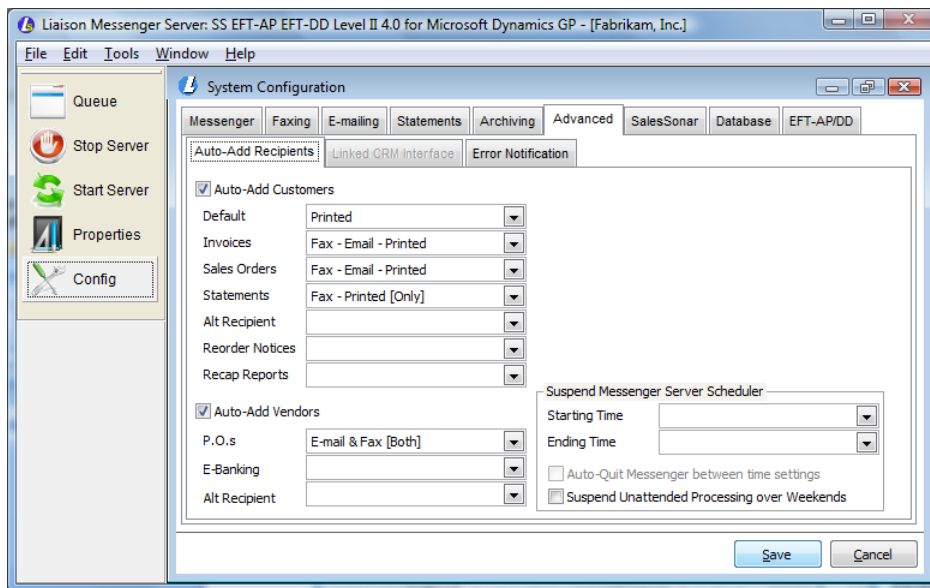 Liaison Messenger Server: SS EFT-AP EFT-DD Level II 4.0 for Microsoft Dynamics GP - [Fabrikam, Inc.]
File Edit Tools Window Help
Queue
Stop Server
Start Server
Properties
Config
System Configuration
Messenger Faxing E-mailing Statements Archiving Advanced SalesSonar Database EFT-AP/DD
Auto-Add Recipients Linked CRM Interface Error Notification
Auto-Add Customers
Default Printed
Invoices Fax - Email - Printed
Sales Orders Fax - Email - Printed
Statements Fax - Printed [Only]
Alt Recipient
Reorder Notices
Recap Reports
Auto-Add Vendors
P.O.s E-mail & Fax [Both]
E-Banking
Alt Recipient
Suspend Messenger Server Scheduler
Starting Time
Ending Time
Auto-Quit Messenger between time settings
Suspend Unattended Processing over Weekends
Save Cancel